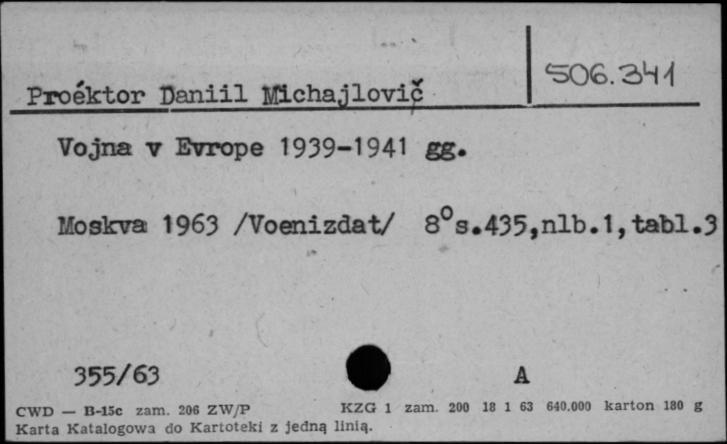 506.341
Proéktor Daniil Michajlovič
Vojna v Evrope 1939-1941 gg.
Moskva 1963 /Voenizdat/ 8° s.435,nlb.1,tabl.3
355/63 A
CWD — B-15c zam. 206 ZW/P KZG 1 zam. 200 18 1 63 640.000 karton 180 g
Karta Katalogowa do Kartoteki z jedną linią.